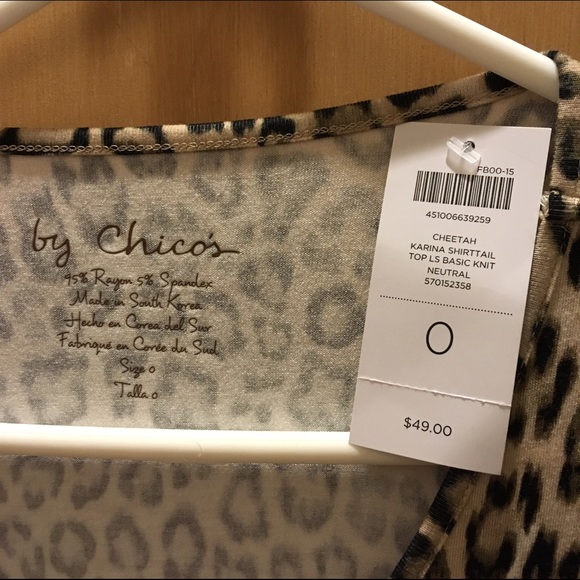 by Chico's
95% Rayon 5% Spandex
Made in South Korea
Hecho en Corea del Sur
Fabriqué en Corée du Sud
Size 0
Talla 0
FB00-15
451006639259
CHEETAH
KARINA SHIRTTAIL
TOP LS BASIC KNIT
NEUTRAL
570152358
0
$49.00